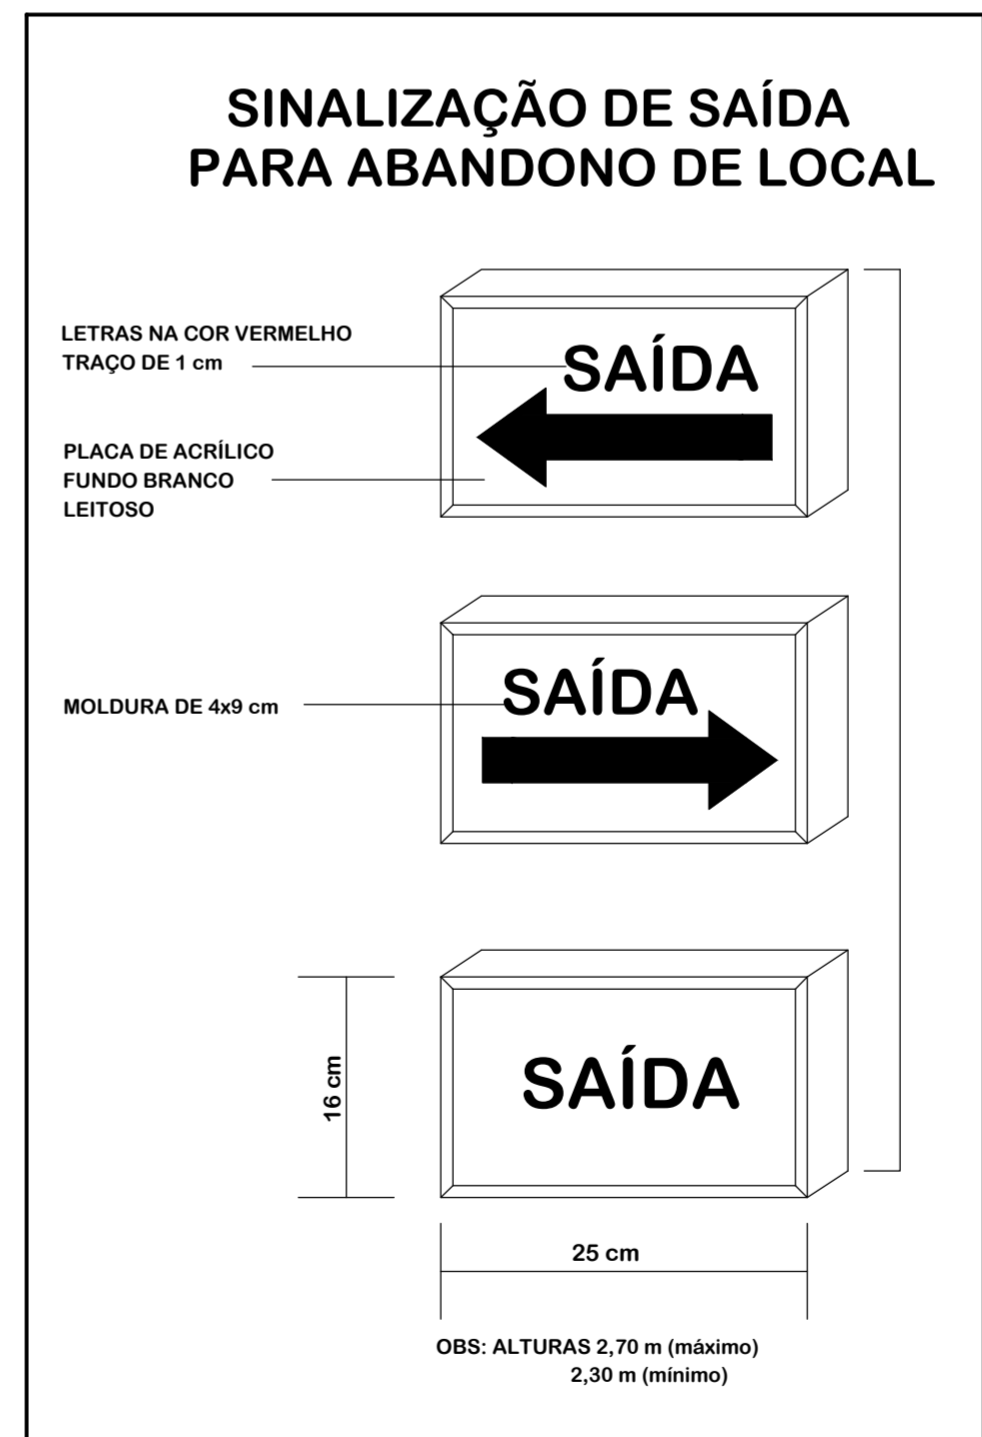 SINALIZAÇÃO DE SAÍDA
PARA ABANDONO DE LOCAL
LETRAS NA COR VERMELHO
TRAÇO DE 1 cm
SAÍDA
PLACA DE ACRÍLICO
FUNDO BRANCO
LEITOSO
SAÍDA
MOLDURA DE 4x9 cm
SAÍDA
16 cm
25 cm
OBS: ALTURAS 2,70 m (máximo)
2,30 m (mínimo)